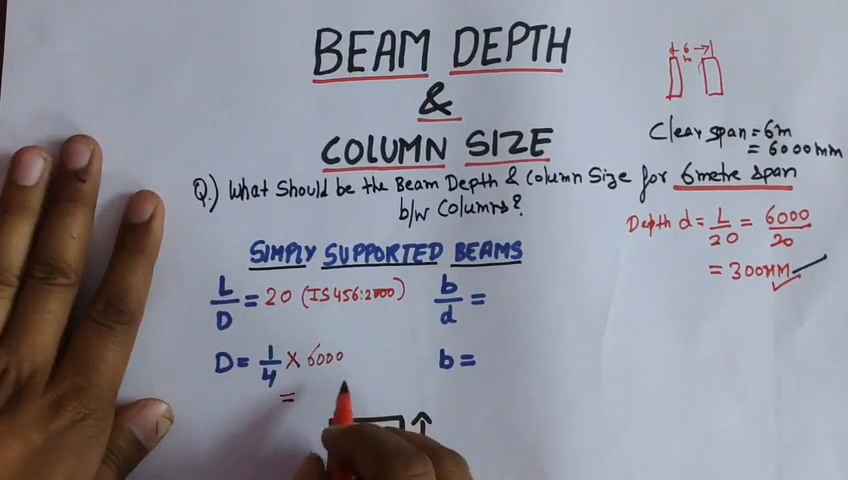 BEAM DEPTH
&
COLUMN SIZE
6
m
Clear span = 6m
= 6000mm
Q.) What Should be the Beam Depth & Column Size for 6metre span
b/w Columns?
Depth d = L/20 = 6000/20
= 300MM
SIMPLY SUPPORTED BEAMS
L/D = 20 (IS456:2000)
b/d =
D = 1/4 X 6000
b =
=